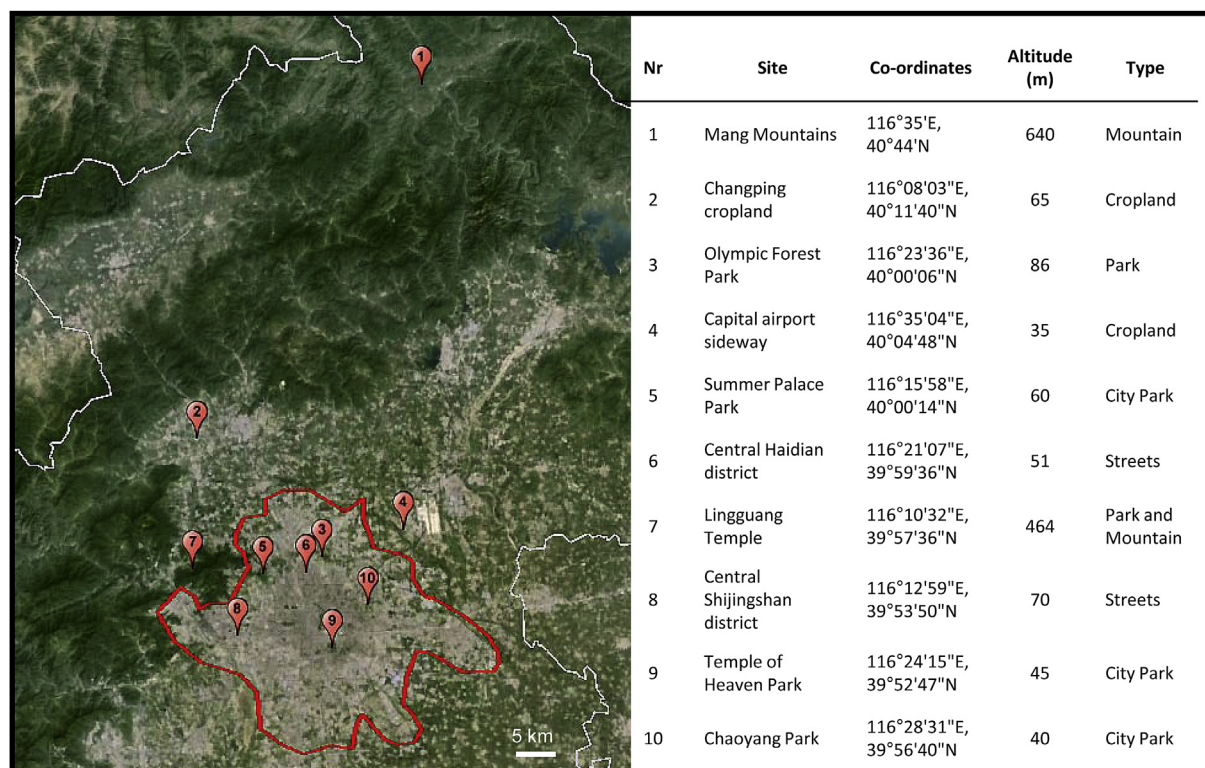 1
2
3
4
5
6
7
8
9
10
5 km
Nr Site Co-ordinates Altitude (m) Type
1 Mang Mountains 116°35'E, 40°44'N 640 Mountain
2 Changping cropland 116°08'03"E, 40°11'40"N 65 Cropland
3 Olympic Forest Park 116°23'36"E, 40°00'06"N 86 Park
4 Capital airport sideway 116°35'04"E, 40°04'48"N 35 Cropland
5 Summer Palace Park 116°15'58"E, 40°00'14"N 60 City Park
6 Central Haidian district 116°21'07"E, 39°59'36"N 51 Streets
7 Lingguang Temple 116°10'32"E, 39°57'36"N 464 Park and Mountain
8 Central Shijingshan district 116°12'59"E, 39°53'50"N 70 Streets
9 Temple of Heaven Park 116°24'15"E, 39°52'47"N 45 City Park
10 Chaoyang Park 116°28'31"E, 39°56'40"N 40 City Park